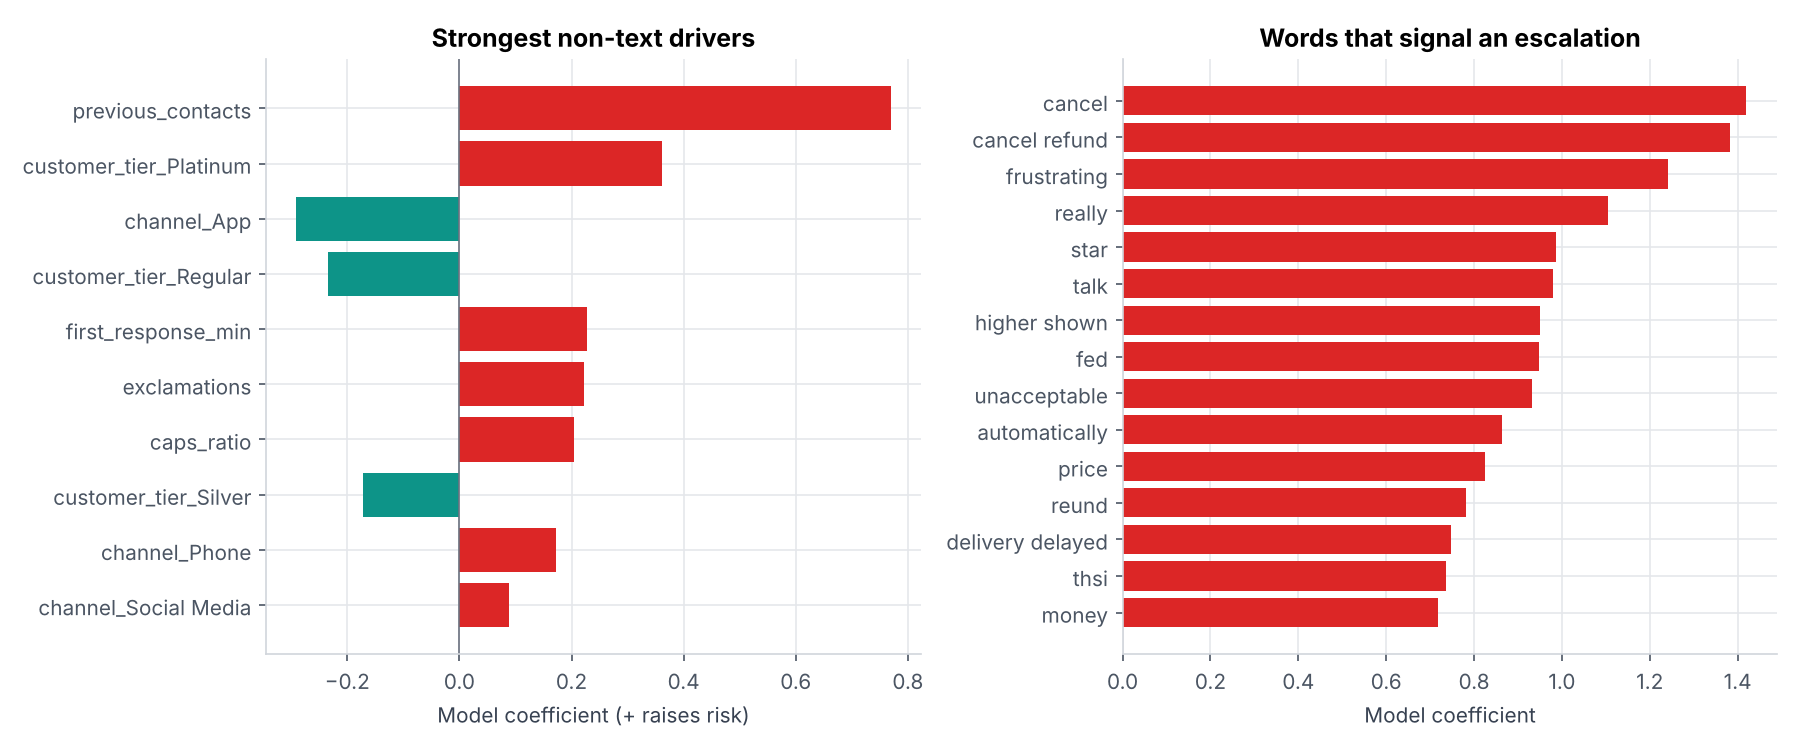 Strongest non-text drivers
previous_contacts
customer_tier_Platinum
channel_App
customer_tier_Regular
first_response_min
exclamations
caps_ratio
customer_tier_Silver
channel_Phone
channel_Social Media
−0.2 0.0 0.2 0.4 0.6 0.8
Model coefficient (+ raises risk)
Words that signal an escalation
cancel
cancel refund
frustrating
really
star
talk
higher shown
fed
unacceptable
automatically
price
reund
delivery delayed
thsi
money
0.0 0.2 0.4 0.6 0.8 1.0 1.2 1.4
Model coefficient